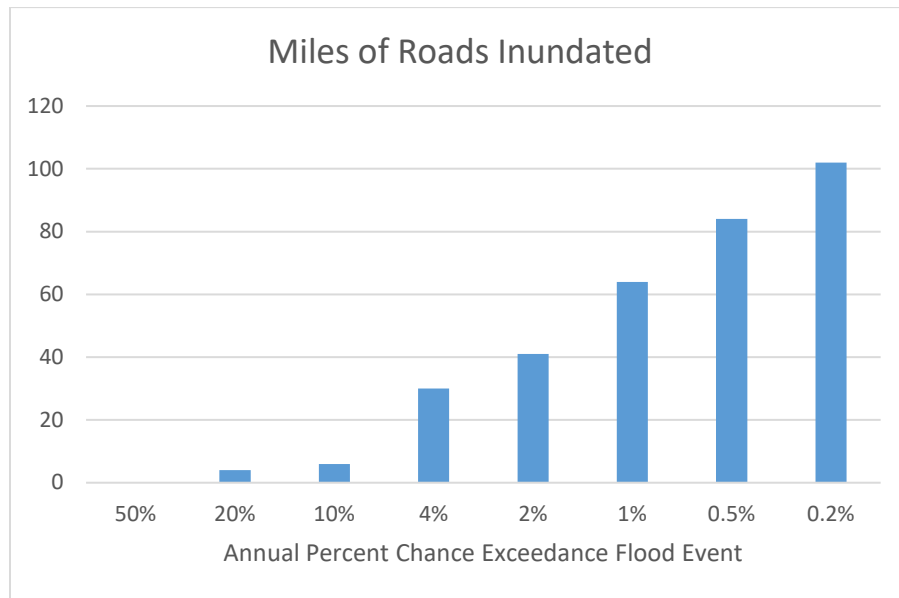 Miles of Roads Inundated
120
100
80
60
40
20
0
50% 20% 10% 4% 2% 1% 0.5% 0.2%
Annual Percent Chance Exceedance Flood Event